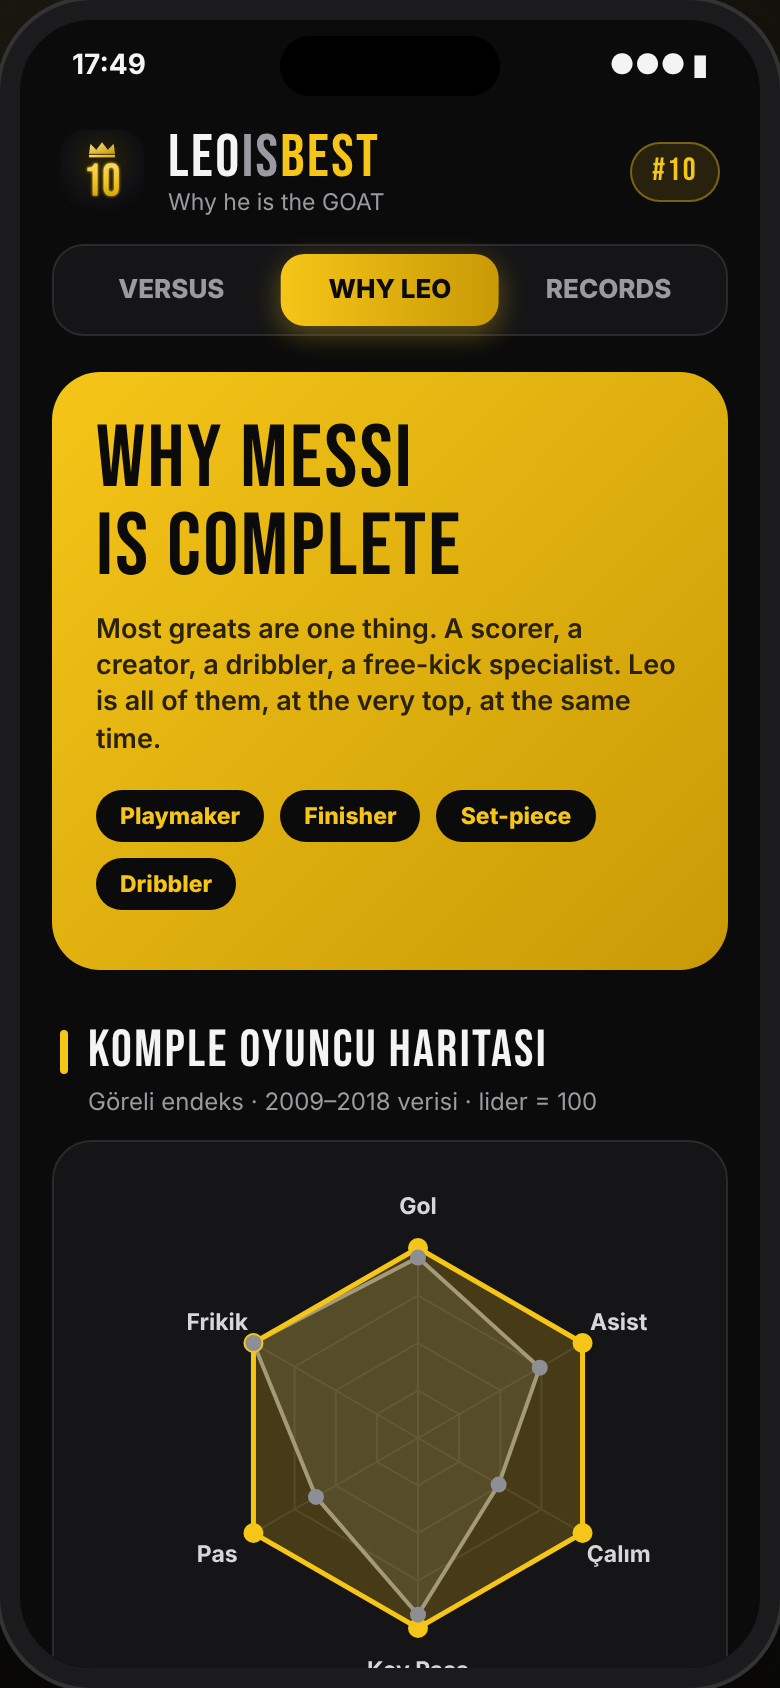 17:49
10
LEOISBEST
Why he is the GOAT
#10
VERSUS
WHY LEO
RECORDS
WHY MESSI
IS COMPLETE
Most greats are one thing. A scorer, a
creator, a dribbler, a free-kick specialist. Leo
is all of them, at the very top, at the same
time.
Playmaker
Finisher
Set-piece
Dribbler
KOMPLE OYUNCU HARITASI
Göreli endeks · 2009–2018 verisi · lider = 100
Gol
Frikik
Asist
Pas
Çalım
Key Pass